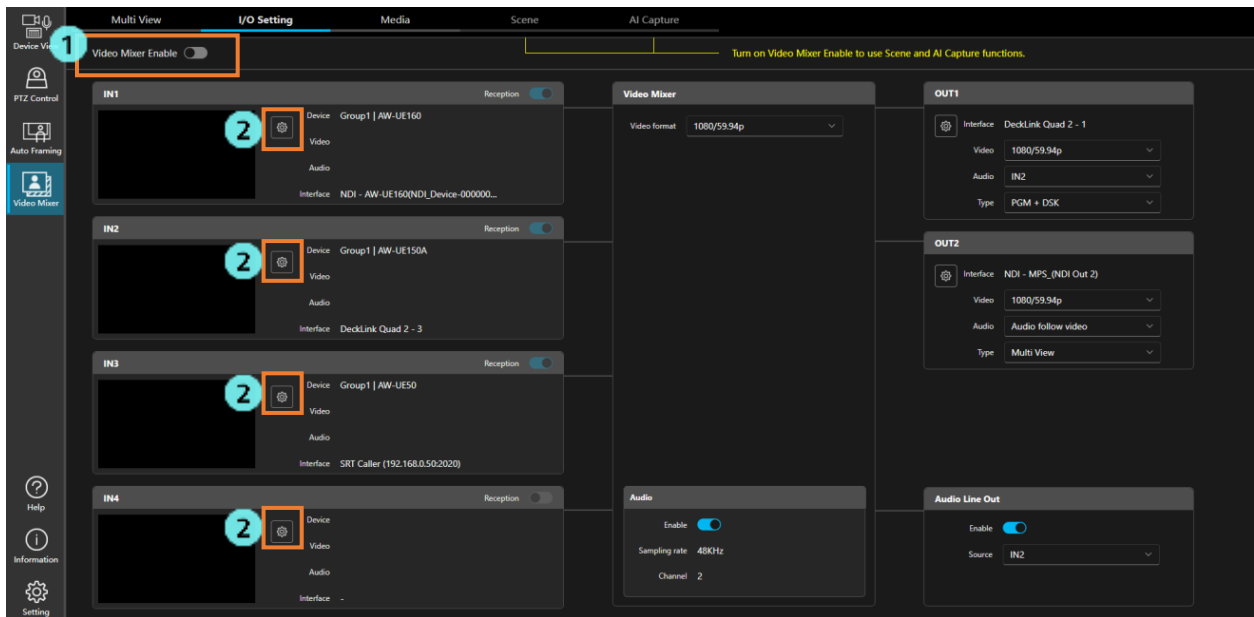 Multi View
I/O Setting
Media
Scene
AI Capture
Device View
1
Video Mixer Enable
Turn on Video Mixer Enable to use Scene and AI Capture functions.
PTZ Control
Auto Framing
Video Mixer
Help
Information
Setting
IN1
Reception
2
Device Group1 | AW-UE160
Video
Audio
Interface NDI - AW-UE160(NDI_Device-000000...
IN2
Reception
2
Device Group1 | AW-UE150A
Video
Audio
Interface DeckLink Quad 2 - 3
IN3
Reception
2
Device Group1 | AW-UE50
Video
Audio
Interface SRT Caller (192.168.0.50:2020)
IN4
Reception
2
Device
Video
Audio
Interface -
Video Mixer
Video format 1080/59.94p
Audio
Enable
Sampling rate 48KHz
Channel 2
OUT1
Interface DeckLink Quad 2 - 1
Video 1080/59.94p
Audio IN2
Type PGM + DSK
OUT2
Interface NDI - MPS_(NDI Out 2)
Video 1080/59.94p
Audio Audio follow video
Type Multi View
Audio Line Out
Enable
Source IN2